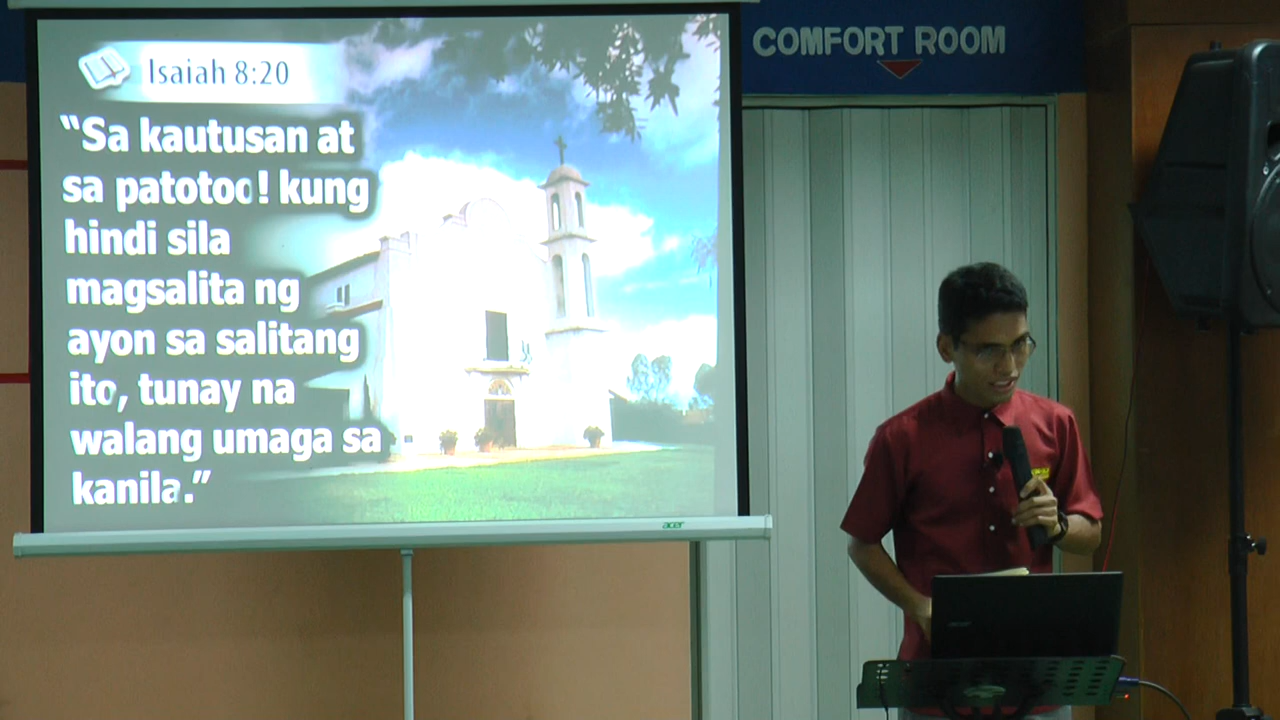 Isaiah 8:20
“Sa kautusan at
sa patotoo! kung
hindi sila
magsalita ng
ayon sa salitang
ito, tunay na
walang umaga sa
kanila.”
acer
COMFORT ROOM